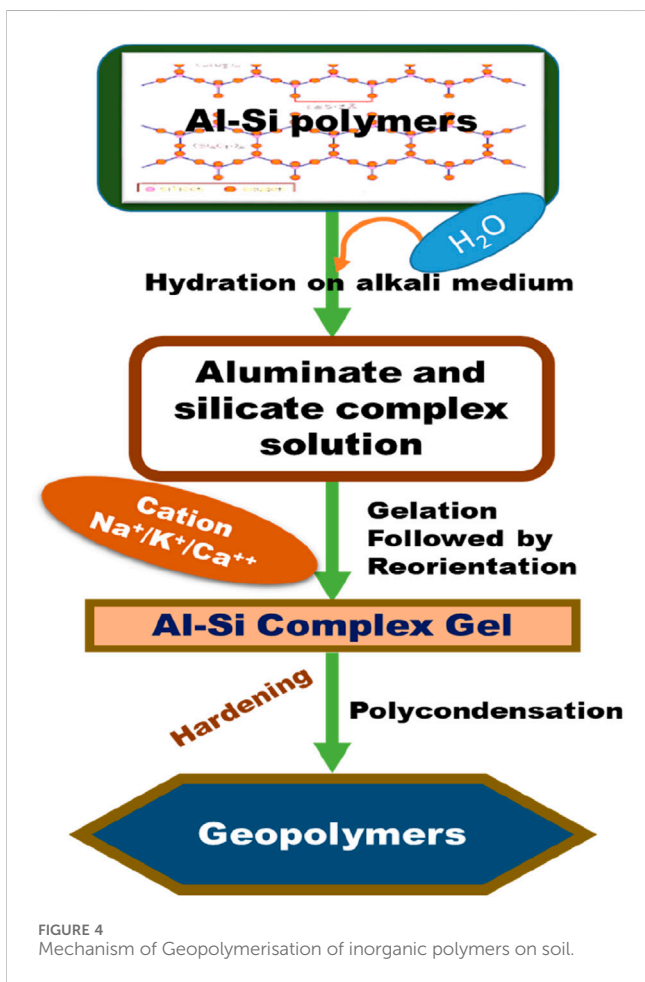 Al-Si polymers
H₂O
Hydration on alkali medium
Aluminate and
silicate complex
solution
Cation
Na⁺/K⁺/Ca⁺⁺
Gelation
Followed by
Reorientation
Al-Si Complex Gel
Hardening
Polycondensation
Geopolymers
FIGURE 4
Mechanism of Geopolymerisation of inorganic polymers on soil.